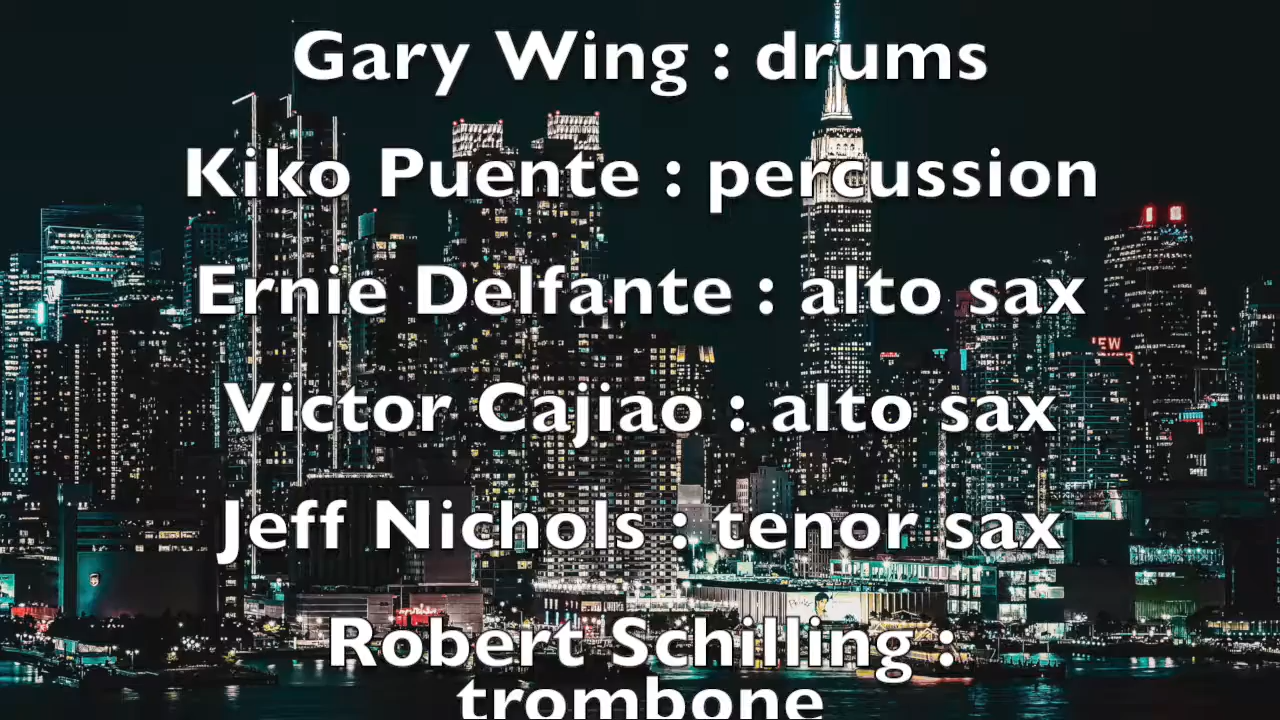 Gary Wing : drums
Kiko Puente : percussion
Ernie Delfante : alto sax
Victor Cajiao : alto sax
Jeff Nichols : tenor sax
Robert Schilling :
trombone